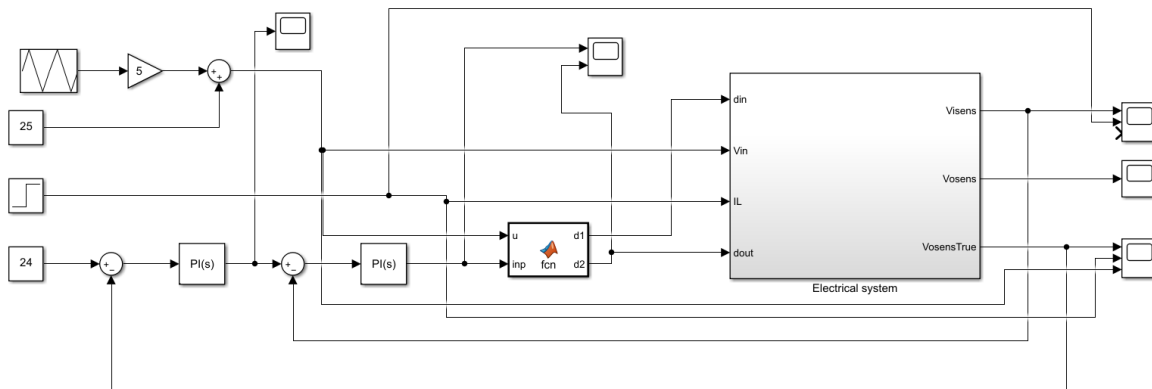 5
25
24
PI(s)
PI(s)
u
inp
fcn
d1
d2
din
Vin
IL
dout
Visens
Vosens
VosensTrue
Electrical system